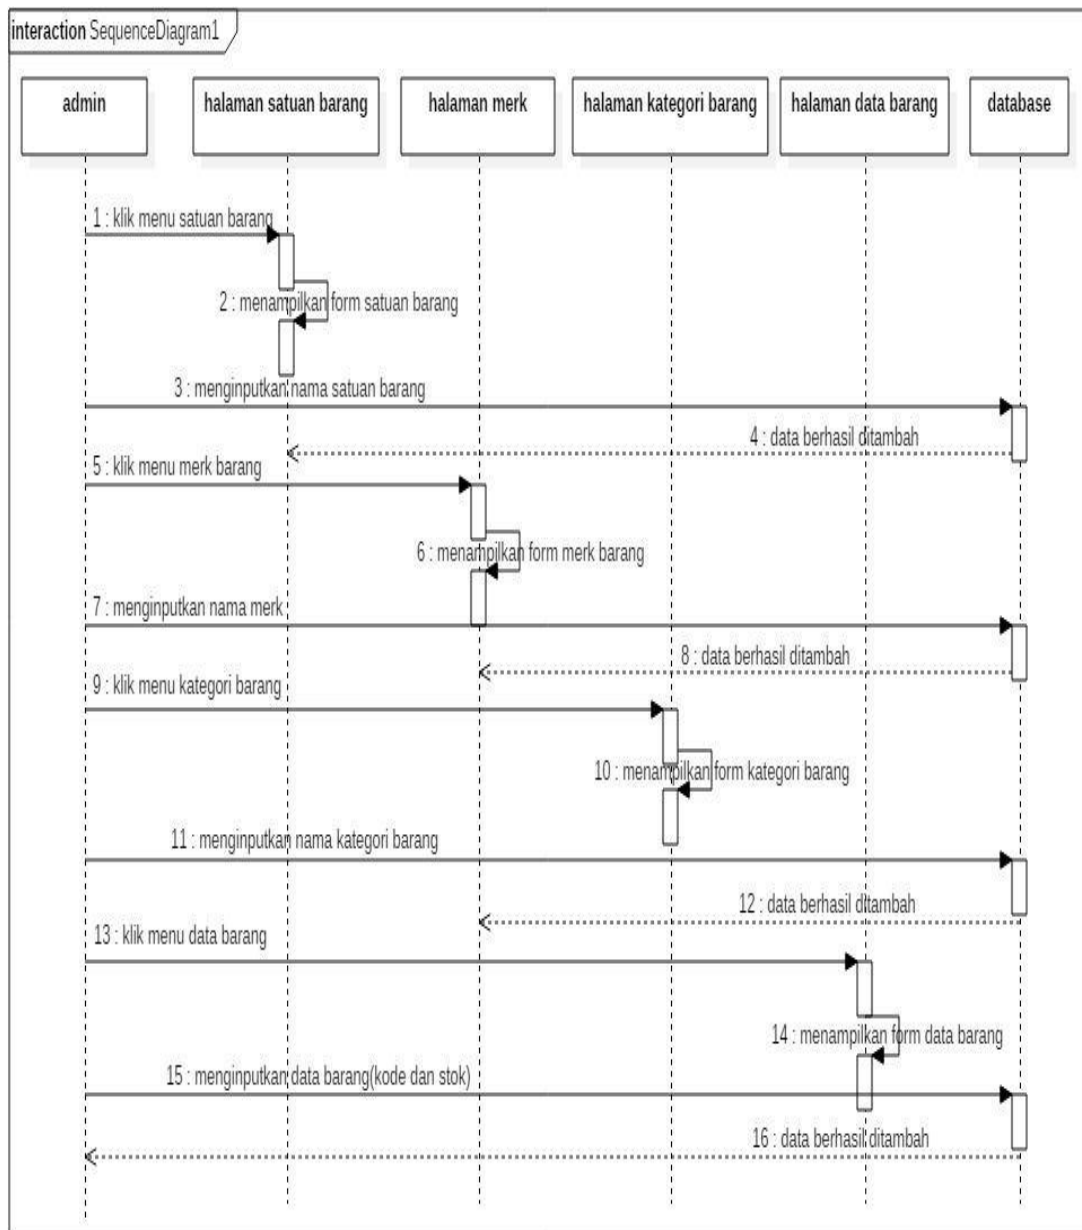 interaction SequenceDiagram1
admin
halaman satuan barang
halaman merk
halaman kategori barang
halaman data barang
database
1 : klik menu satuan barang
2 : menampilkan form satuan barang
3 : menginputkan nama satuan barang
4 : data berhasil ditambah
5 : klik menu merk barang
6 : menampilkan form merk barang
7 : menginputkan nama merk
8 : data berhasil ditambah
9 : klik menu kategori barang
10 : menampilkan form kategori barang
11 : menginputkan nama kategori barang
12 : data berhasil ditambah
13 : klik menu data barang
14 : menampilkan form data barang
15 : menginputkan data barang(kode dan stok)
16 : data berhasil ditambah